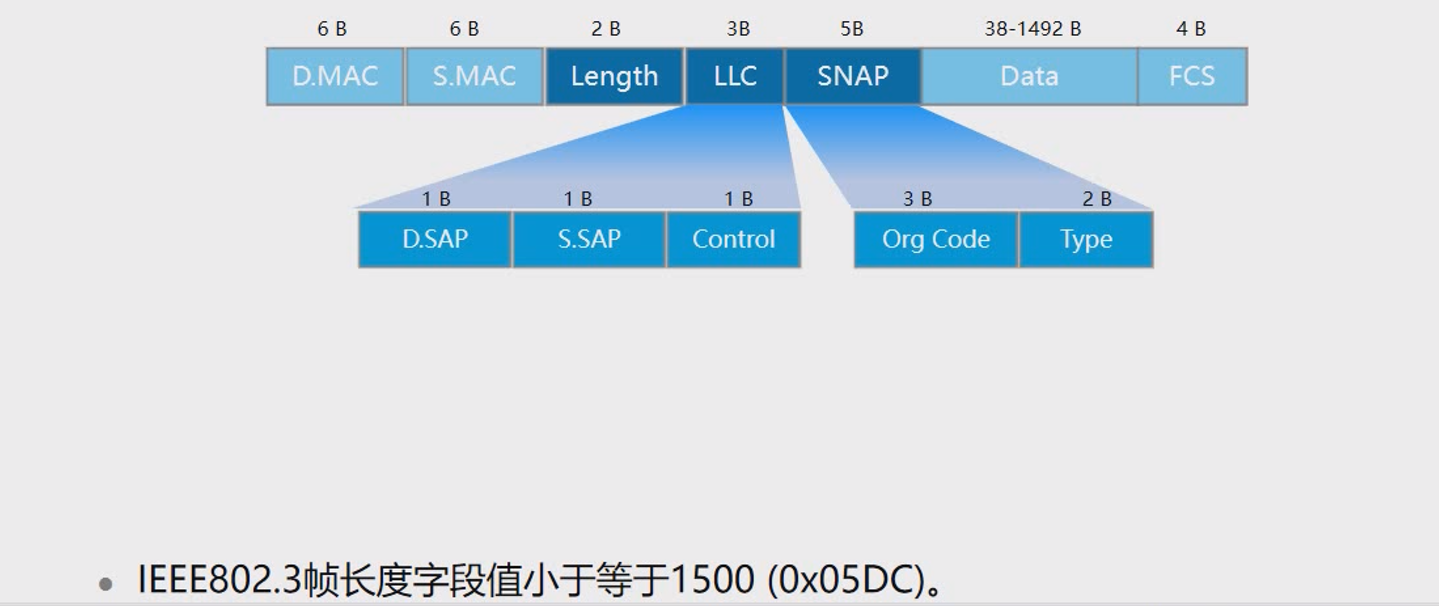 6 B 6 B 2 B 3B 5B 38-1492 B 4 B
D.MAC S.MAC Length LLC SNAP Data FCS
1 B 1 B 1 B 3 B 2 B
D.SAP S.SAP Control Org Code Type
• IEEE802.3帧长度字段值小于等于1500 (0x05DC)。